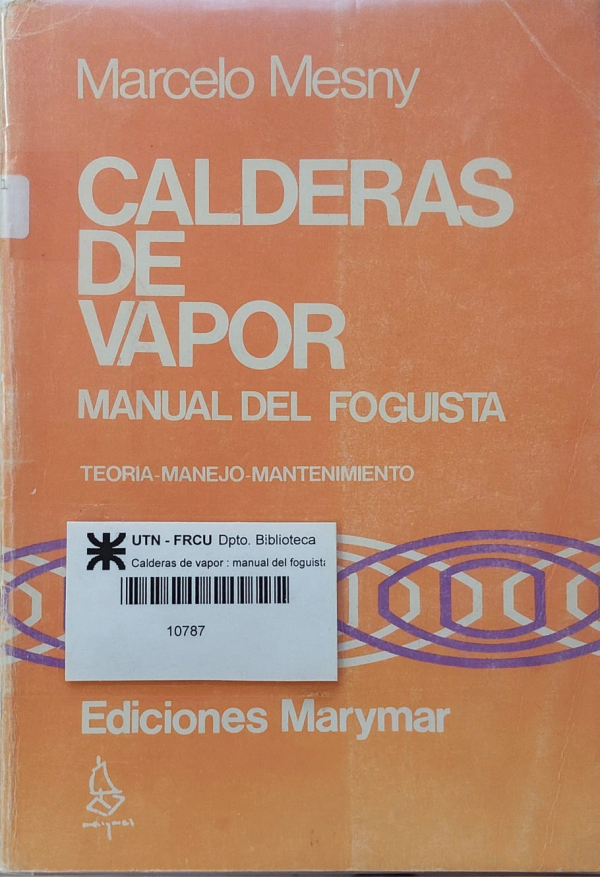 Marcelo Mesny
CALDERAS
DE
VAPOR
MANUAL DEL FOGUISTA
TEORIA-MANEJO-MANTENIMIENTO
UTN - FRCU Dpto. Biblioteca
Calderas de vapor : manual del foguista
10787
Ediciones Marymar
marymar